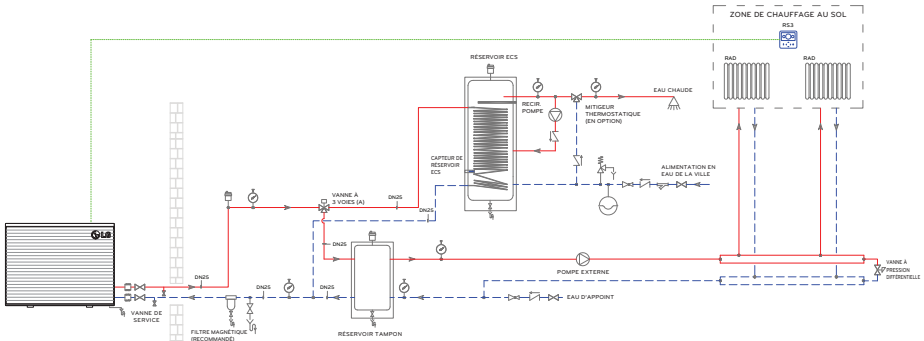 ZONE DE CHAUFFAGE AU SOL
RS3
RAD
RAD
RÉSERVOIR ECS
RECIR.
POMPE
MITIGEUR
THERMOSTATIQUE
(EN OPTION)
EAU CHAUDE
CAPTEUR DE
RÉSERVOIR
ECS
ALIMENTATION EN
EAU DE LA VILLE
VANNE À
3 VOIES (A)
DN25
DN25
DN25
LG
DN25
DN25
DN25
POMPE EXTERNE
VANNE À
PRESSION
DIFFÉRENTIELLE
EAU D'APPOINT
VANNE DE
SERVICE
FILTRE MAGNÉTIQUE
(RECOMMANDÉ)
RÉSERVOIR TAMPON